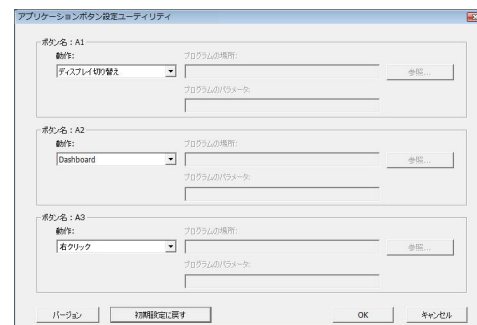 アプリケーションボタン設定ユーティリティ
ボタン名:A1
動作:
プログラムの場所:
ディスプレイ切り替え
参照...
プログラムのパラメータ:
ボタン名:A2
動作:
プログラムの場所:
Dashboard
参照...
プログラムのパラメータ:
ボタン名:A3
動作:
プログラムの場所:
右クリック
参照...
プログラムのパラメータ:
バージョン 初期設定に戻す OK キャンセル